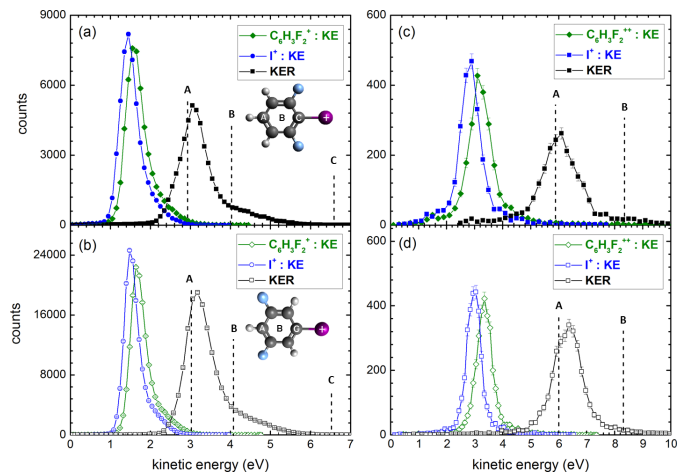 (a)
C₆H₃F₂⁺ : KE
I⁺ : KE
KER
A
B
C
A B C +
9000
6000
3000
0
counts
(b)
C₆H₃F₂⁺ : KE
I⁺ : KE
KER
A
B
C
A B C +
24000
16000
8000
0
0 1 2 3 4 5 6 7
kinetic energy (eV)
(c)
C₆H₃F₂⁺⁺ : KE
I⁺ : KE
KER
A
B
600
400
200
0
(d)
C₆H₃F₂⁺⁺ : KE
I⁺ : KE
KER
A
B
600
400
200
0
0 1 2 3 4 5 6 7 8 9 10
kinetic energy (eV)